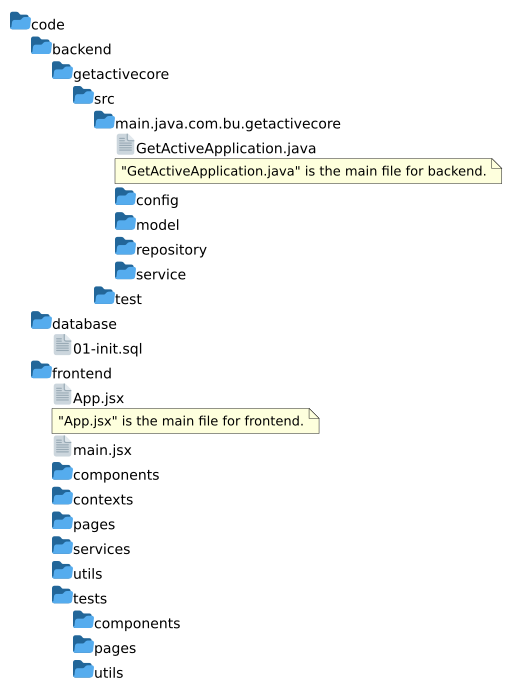 code
backend
getactivecore
src
main.java.com.bu.getactivecore
GetActiveApplication.java
"GetActiveApplication.java" is the main file for backend.
config
model
repository
service
test
database
01-init.sql
frontend
App.jsx
"App.jsx" is the main file for frontend.
main.jsx
components
contexts
pages
services
utils
tests
components
pages
utils